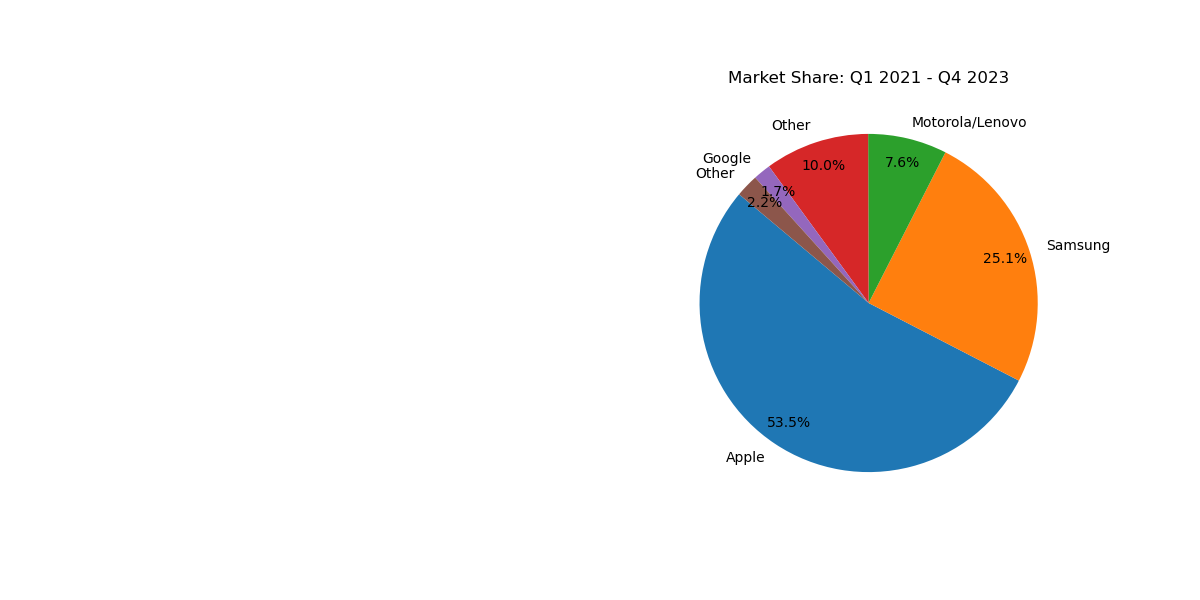 Market Share: Q1 2021 - Q4 2023
Other
Motorola/Lenovo
Google
Other
10.0%
7.6%
1.7%
2.2%
Samsung
25.1%
53.5%
Apple